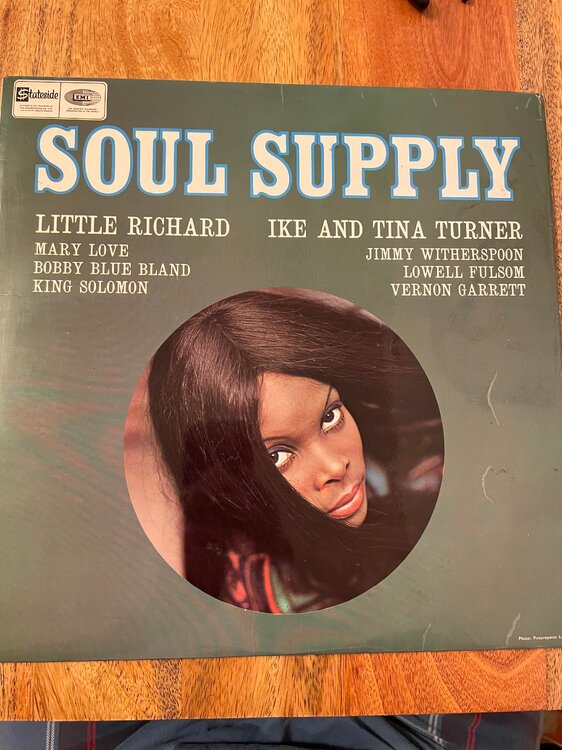 Stateside
EMI
SOUL SUPPLY
LITTLE RICHARD
MARY LOVE
BOBBY BLUE BLAND
KING SOLOMON
IKE AND TINA TURNER
JIMMY WITHERSPOON
LOWELL FULSOM
VERNON GARRETT
Photo: Picturepoint